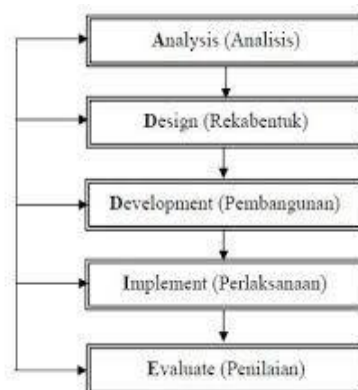 Analysis (Analisis)
Design (Rekabentuk)
Development (Pembangunan)
Implement (Perlaksanaan)
Evaluate (Penilaian)